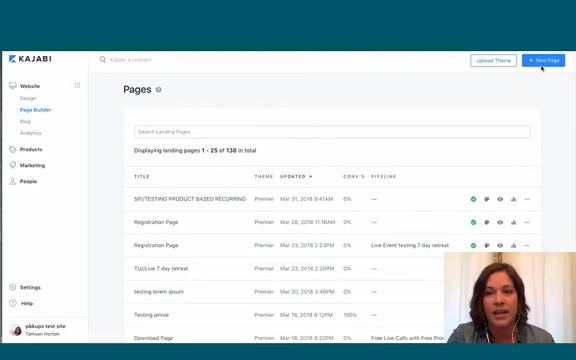 KAJABI
Kajabi Assistant
Upload Theme
+ New Page
Website
Design
Page Builder
Blog
Analytics
Products
Marketing
People
Settings
Help
pbkups test site
Tamsen Horton
Pages ?
Search Landing Pages
Displaying landing pages 1 - 25 of 138 in total
TITLE THEME UPDATED CONV % PIPELINE
SP//TESTING PRODUCT BASED RECURRING Premier Mar 31, 2018 9:41AM 0% —
Registration Page Premier Mar 28, 2018 11:16AM 0% —
Registration Page Premier Mar 23, 2018 2:23PM 0% Live Event testing 7 day retreat
TU//Live 7 day retreat Premier Mar 23, 2018 2:20PM 0% —
testing lorem ipsum Premier Mar 20, 2018 3:46PM 0% —
Testing jennie Premier Mar 18, 2018 6:12PM 100% —
Download Page Premier Mar 18, 2018 2:38PM 0% Free Live Calls with Free Prod